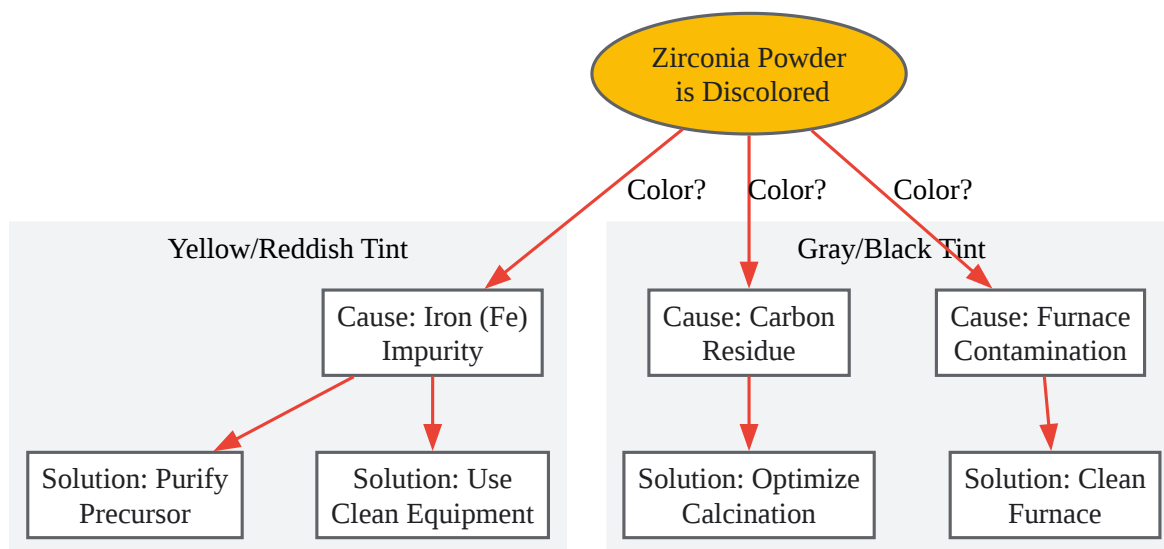 Zirconia Powder
is Discolored
Color?
Color?
Color?
Yellow/Reddish Tint
Gray/Black Tint
Cause: Iron (Fe)
Impurity
Cause: Carbon
Residue
Cause: Furnace
Contamination
Solution: Purify
Precursor
Solution: Use
Clean Equipment
Solution: Optimize
Calcination
Solution: Clean
Furnace